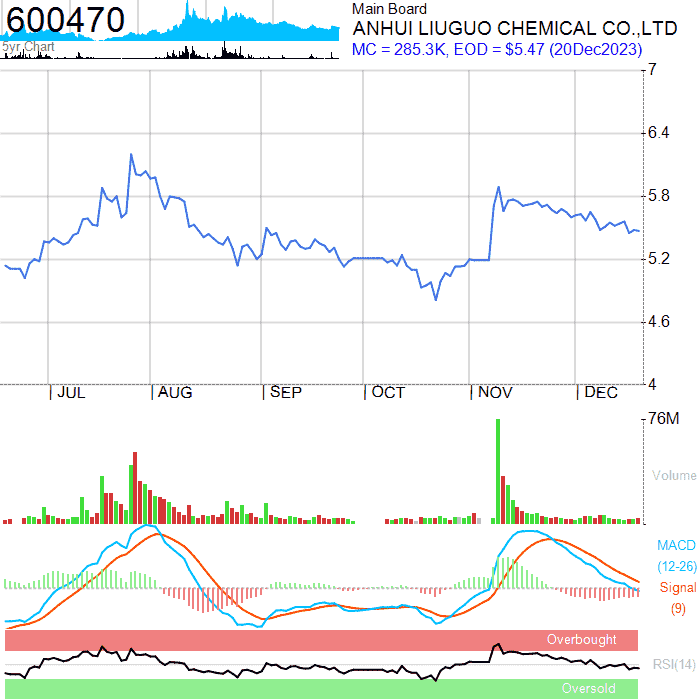 600470
5yr Chart
Main Board
ANHUI LIUGUO CHEMICAL CO.,LTD
MC = 285.3K, EOD = $5.47 (20Dec2023)
7
6.4
5.8
5.2
4.6
4
JUL AUG SEP OCT NOV DEC
76M
Volume
MACD
(12-26)
Signal
(9)
Overbought
RSI(14)
Oversold